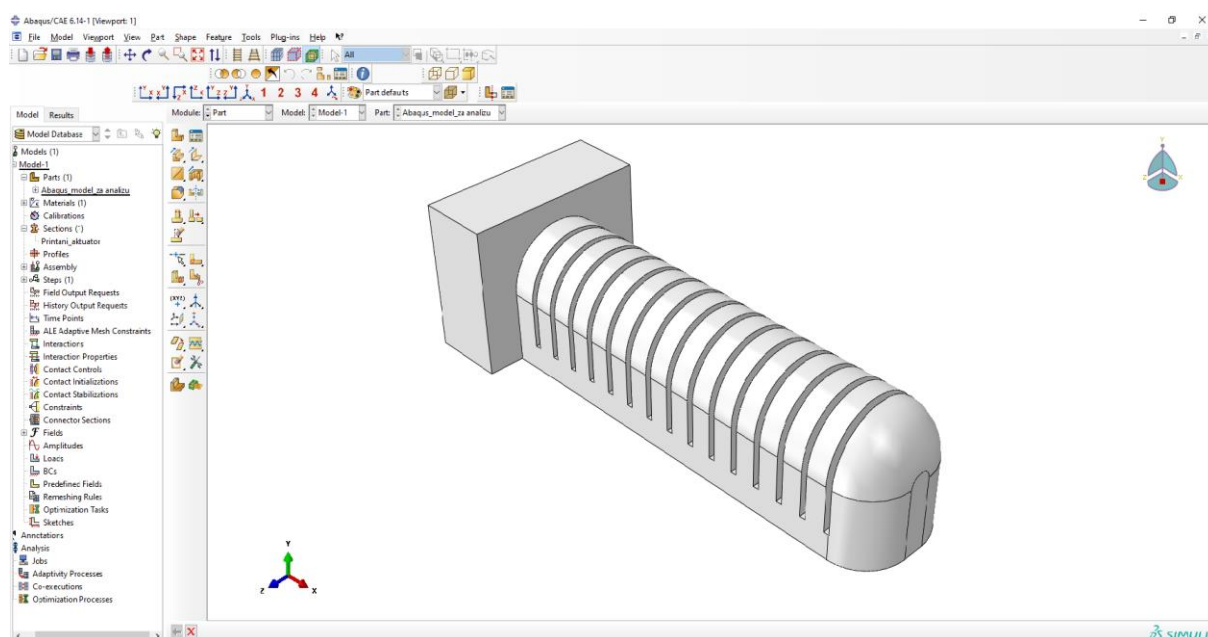 Abaqus/CAE 6.14-1 [Viewport: 1]
File Model Viewport View Part Shape Feature Tools Plug-ins Help
All
1 2 3 4 Part defaults
Model Results Module: Part Model: Model-1 Part: Abaqus_model_za analizu
Model Database
Models (1)
Model-1
Parts (1)
Abaqus_model_za analizu
Materials (1)
Calibrations
Sections (1)
Printani_aktuator
Profiles
Assembly
Steps (1)
Field Output Requests
History Output Requests
Time Points
ALE Adaptive Mesh Constraints
Interactions
Interaction Properties
Contact Controls
Contact Initializations
Contact Stabilizations
Constraints
Connector Sections
Fields
Amplitudes
Loads
BCs
Predefined Fields
Remeshing Rules
Optimization Tasks
Sketches
Annotations
Analysis
Jobs
Adaptivity Processes
Co-executions
Optimization Processes
(XYZ)
Y
Z X
Y
Z X
SIMULI